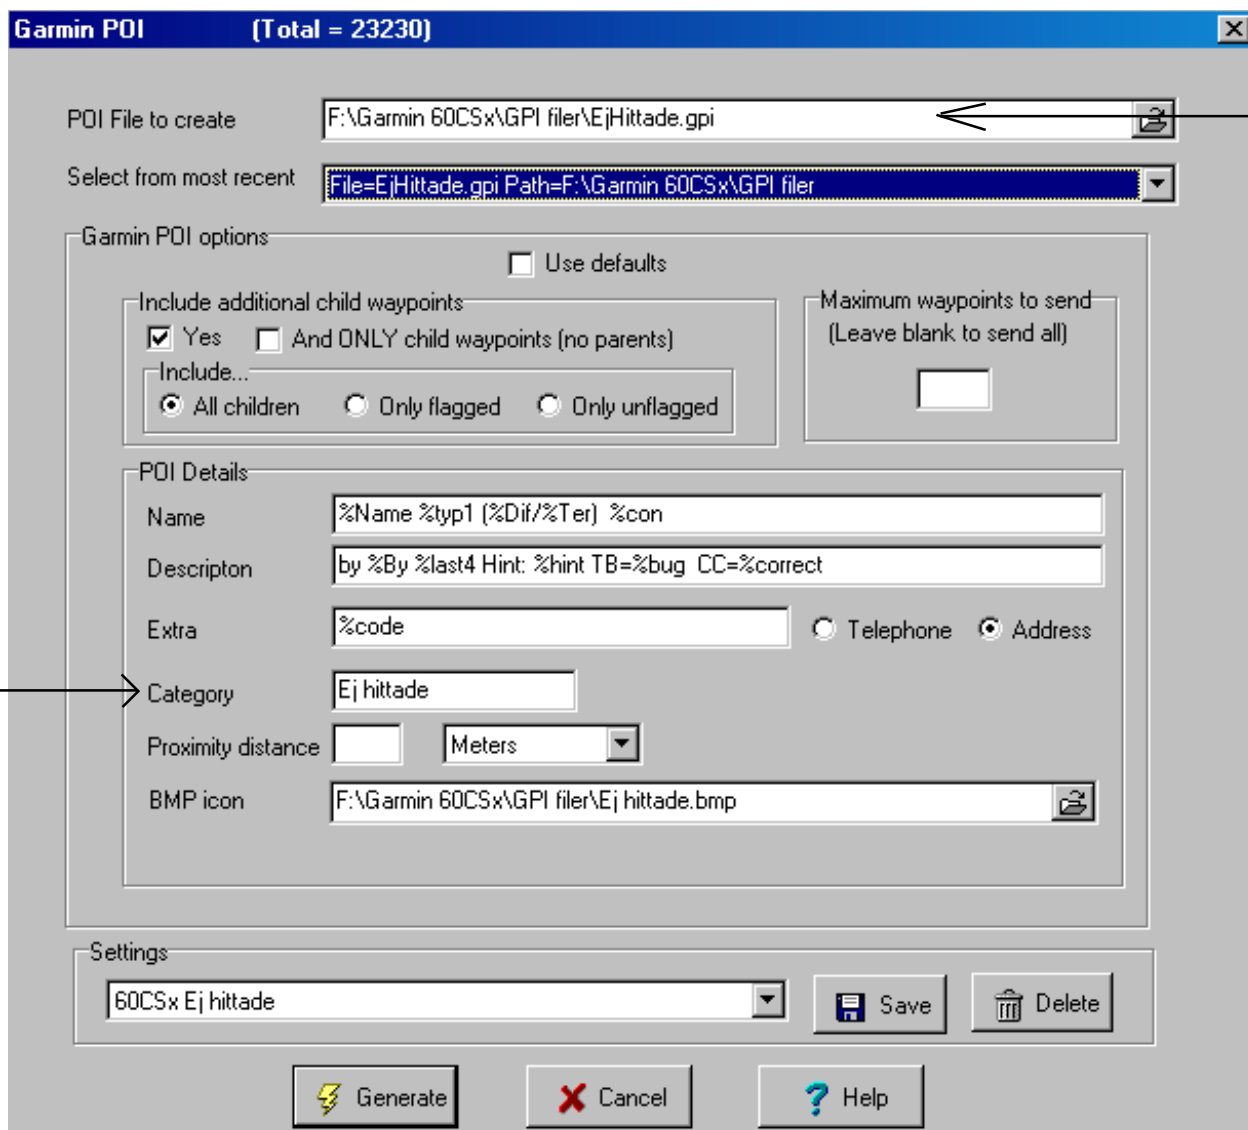 Garmin POI (Total = 23230)
POI File to create F:\Garmin 60CSx\GPI filer\EjHittade.gpi
Select from most recent File=EjHittade.gpi Path=F:\Garmin 60CSx\GPI filer
Garmin POI options
Use defaults
Include additional child waypoints
Yes And ONLY child waypoints (no parents)
Include...
All children Only flagged Only unflagged
Maximum waypoints to send
(Leave blank to send all)
POI Details
Name %Name %typ1 (%Dif/%Ter)  %con
Descripton by %By %last4 Hint: %hint TB=%bug  CC=%correct
Extra %code Telephone Address
Category Ej hittade
Proximity distance Meters
BMP icon F:\Garmin 60CSx\GPI filer\Ej hittade.bmp
Settings
60CSx Ej hittade Save Delete
Generate Cancel Help